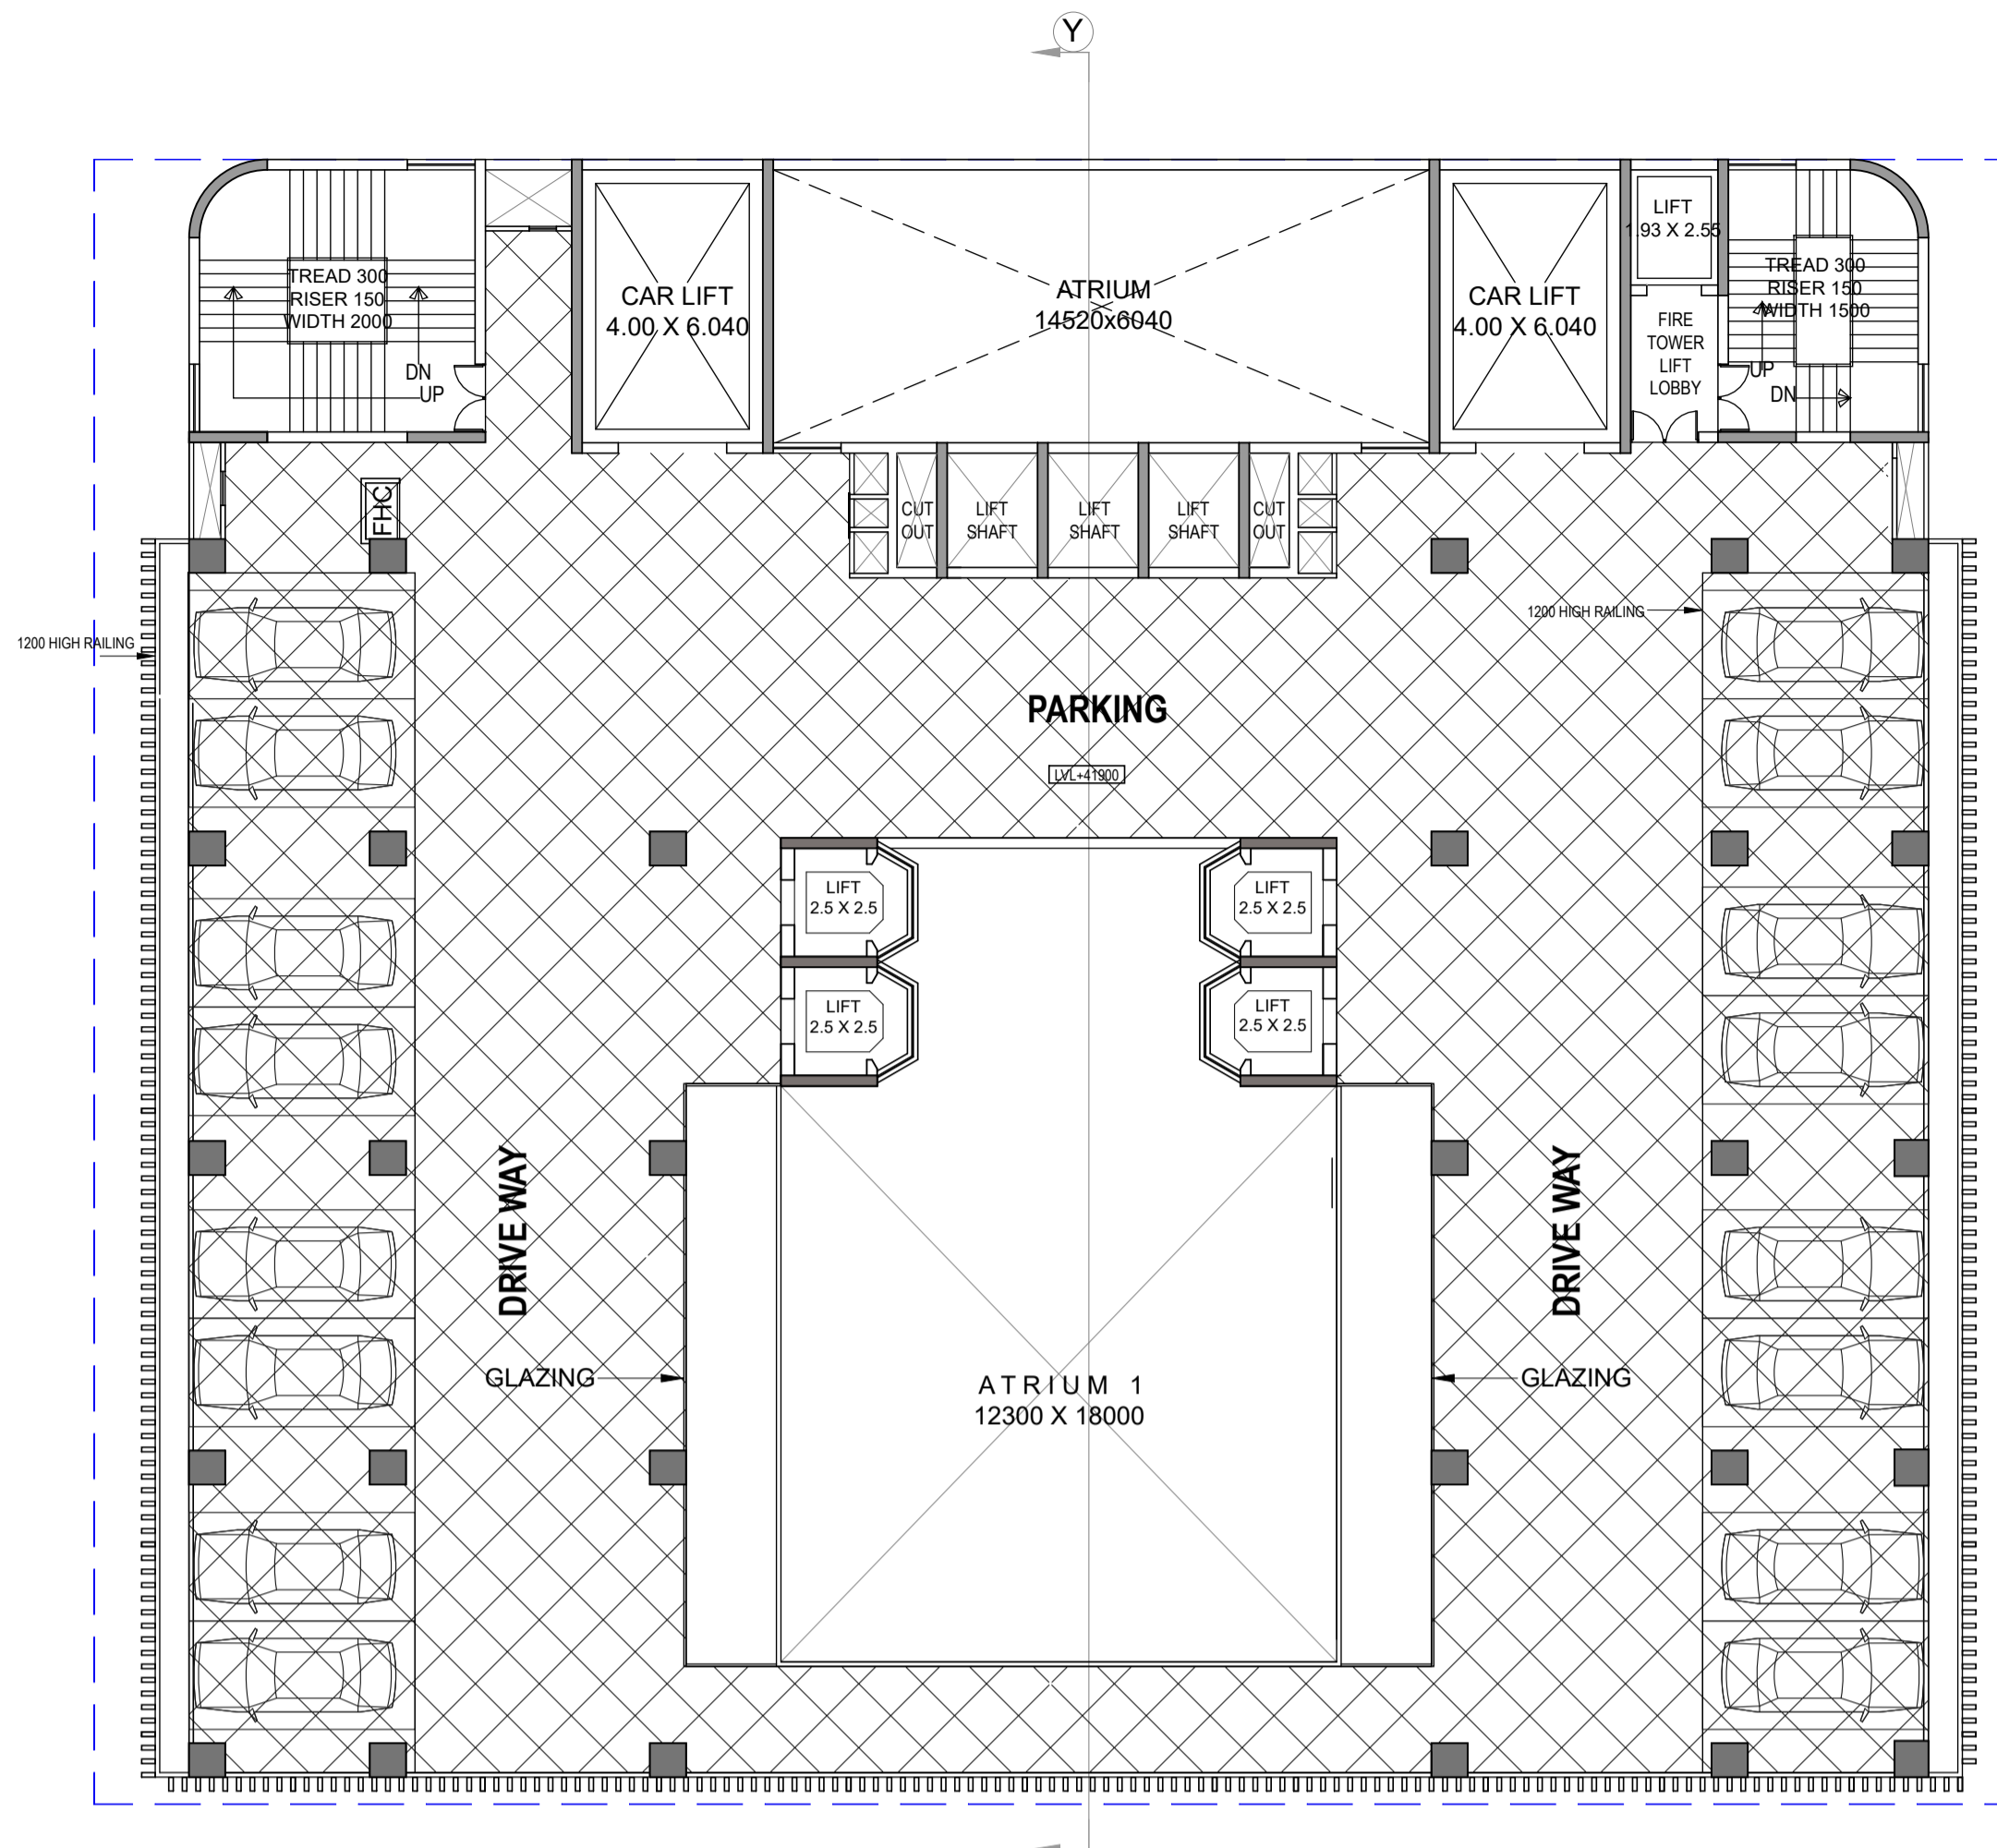 Y
TREAD 300
RISER 150
WIDTH 2000
DN
UP
CAR LIFT
4.00 X 6.040
ATRIUM
14520x6040
CAR LIFT
4.00 X 6.040
LIFT
1.93 X 2.55
FIRE
TOWER
LIFT
LOBBY
TREAD 300
RISER 150
WIDTH 1500
UP
DN
FHC
CUT
OUT
LIFT
SHAFT
LIFT
SHAFT
LIFT
SHAFT
CUT
OUT
1200 HIGH RAILING
1200 HIGH RAILING
PARKING
LVL+41900
LIFT
2.5 X 2.5
LIFT
2.5 X 2.5
LIFT
2.5 X 2.5
LIFT
2.5 X 2.5
DRIVE WAY
DRIVE WAY
GLAZING
GLAZING
ATRIUM 1
12300 X 18000